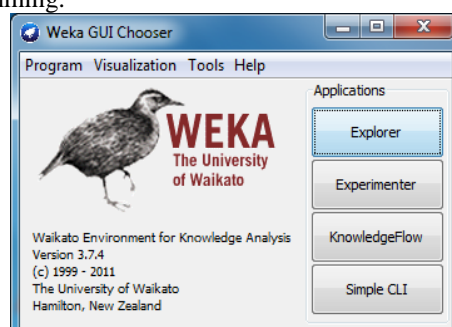 Weka GUI Chooser
Program Visualization Tools Help
WEKA
The University
of Waikato
Waikato Environment for Knowledge Analysis
Version 3.7.4
(c) 1999 - 2011
The University of Waikato
Hamilton, New Zealand
Applications
Explorer
Experimenter
KnowledgeFlow
Simple CLI